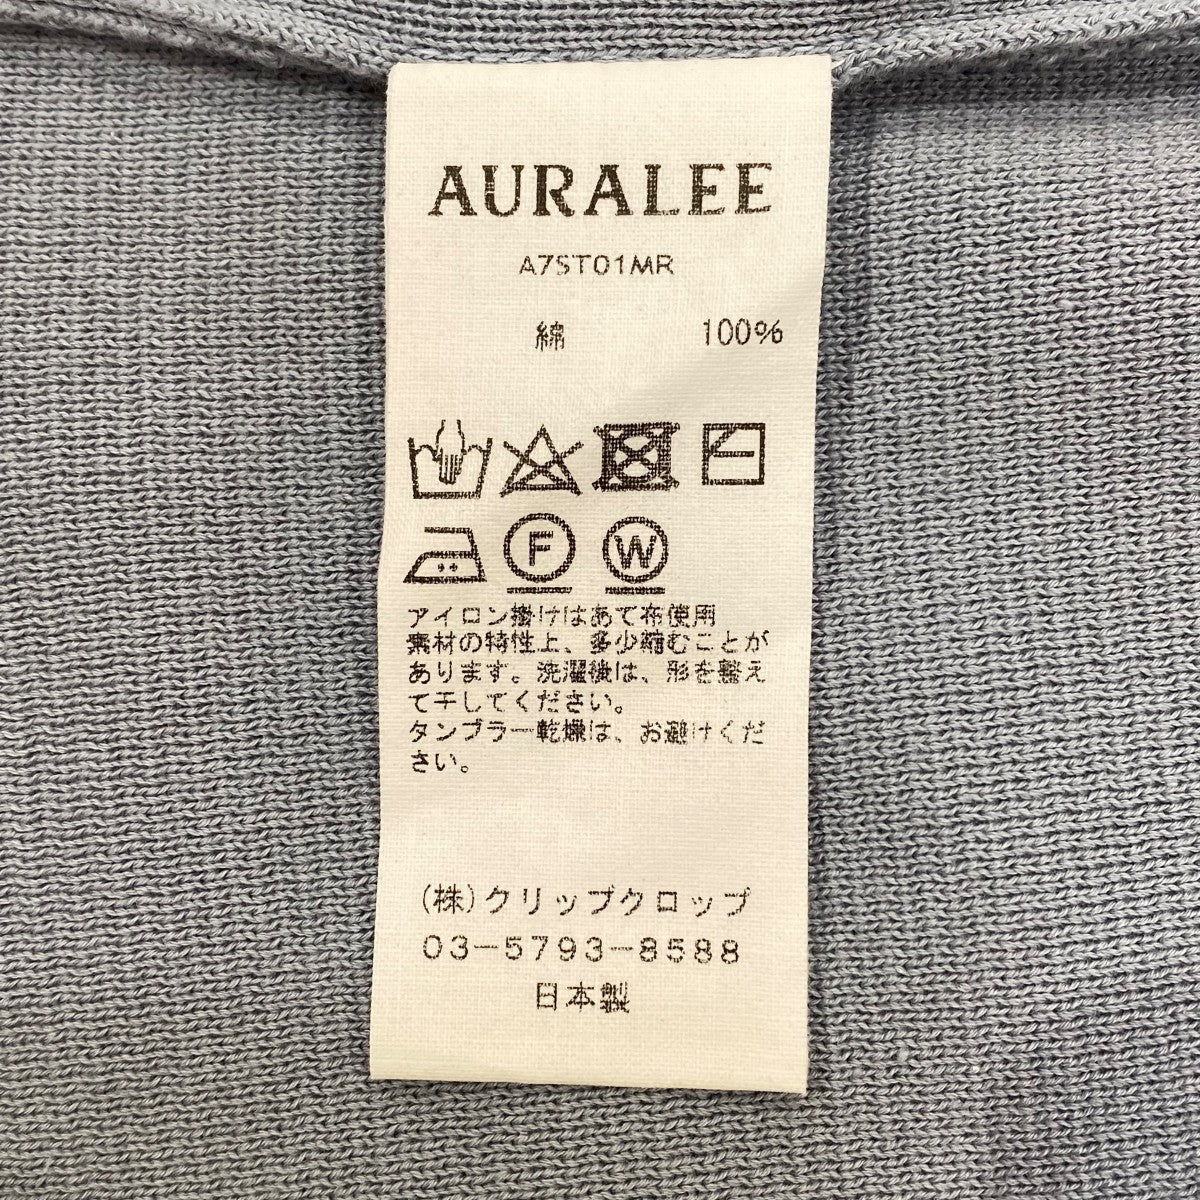 AURALEE
A7ST01MR
綿 100%
F W
アイロン掛けはあて布使用
素材の特性上、多少縮むことが
あります。洗濯後は、形を整え
て干してください。
タンブラー乾燥は、お避けくだ
さい。
(株)クリップクロップ
03-5793-8588
日本製